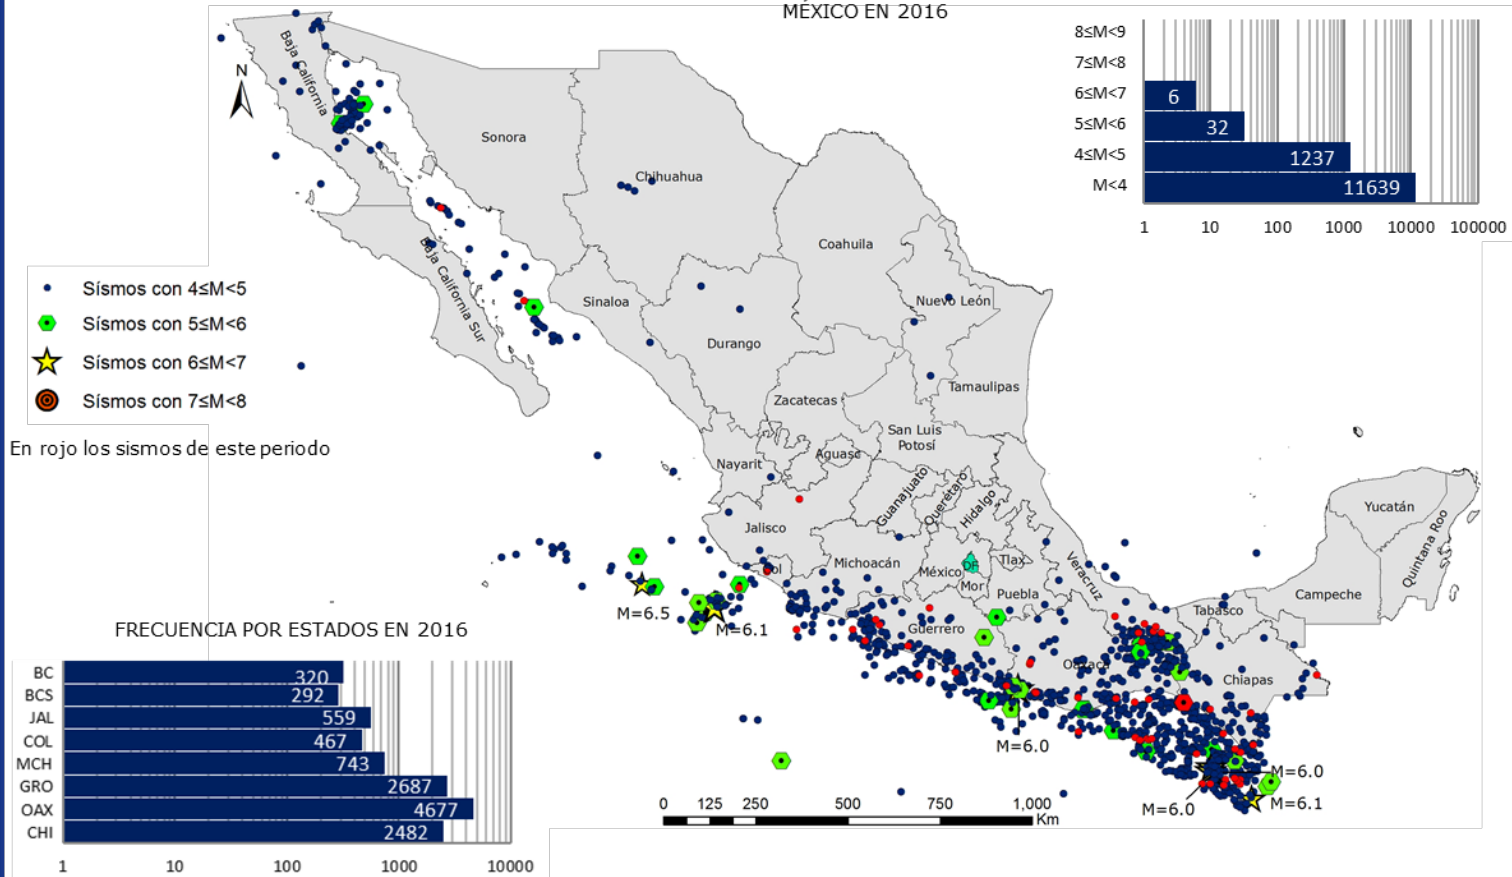 MÉXICO EN 2016
8≤M<9
7≤M<8
6≤M<7
6
5≤M<6
32
4≤M<5
1237
M<4
11639
1 10 100 1000 10000 100000
N
Baja California
Sonora
Chihuahua
Coahuila
Baja California Sur
Sinaloa
Nuevo León
Durango
Tamaulipas
Zacatecas
San Luis
Potosí
Nayarit
Aguasc
Guanajuato
Querétaro
Hidalgo
Jalisco
Yucatán
Quintana Roo
Michoacán
México
DF
Tlax
Col
Mor
Puebla
Veracruz
Campeche
Tabasco
Guerrero
Oaxaca
Chiapas
Sísmos con 4≤M<5
Sísmos con 5≤M<6
Sísmos con 6≤M<7
Sísmos con 7≤M<8
En rojo los sismos de este periodo
M=6.5
M=6.1
M=6.0
M=6.0
M=6.0
M=6.1
0 125 250 500 750 1,000
Km
FRECUENCIA POR ESTADOS EN 2016
BC 320
BCS 292
JAL 559
COL 467
MCH 743
GRO 2687
OAX 4677
CHI 2482
1 10 100 1000 10000